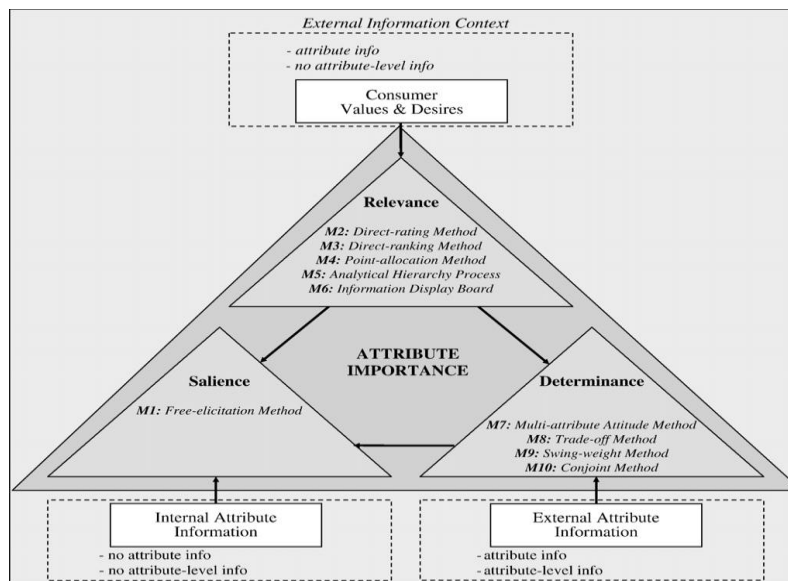 External Information Context
- attribute info
- no attribute-level info
Consumer
Values & Desires
Relevance
M2: Direct-rating Method
M3: Direct-ranking Method
M4: Point-allocation Method
M5: Analytical Hierarchy Process
M6: Information Display Board
ATTRIBUTE
IMPORTANCE
Salience
M1: Free-elicitation Method
Determinance
M7: Multi-attribute Attitude Method
M8: Trade-off Method
M9: Swing-weight Method
M10: Conjoint Method
Internal Attribute
Information
- no attribute info
- no attribute-level info
External Attribute
Information
- attribute info
- attribute-level info